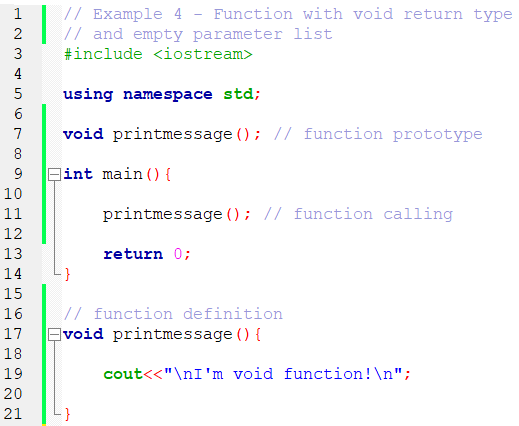 1 // Example 4 - Function with void return type
2 // and empty parameter list
3 #include <iostream>
4
5 using namespace std;
6
7 void printmessage(); // function prototype
8
9 int main(){
10
11 printmessage(); // function calling
12
13 return 0;
14 }
15
16 // function definition
17 void printmessage(){
18
19 cout<<"\nI'm void function!\n";
20
21 }